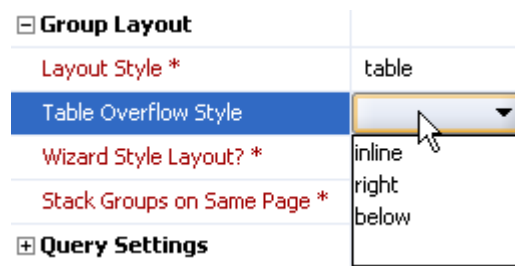 Group Layout
Layout Style * table
Table Overflow Style
Wizard Style Layout? * inline
right
Stack Groups on Same Page *
below
Query Settings